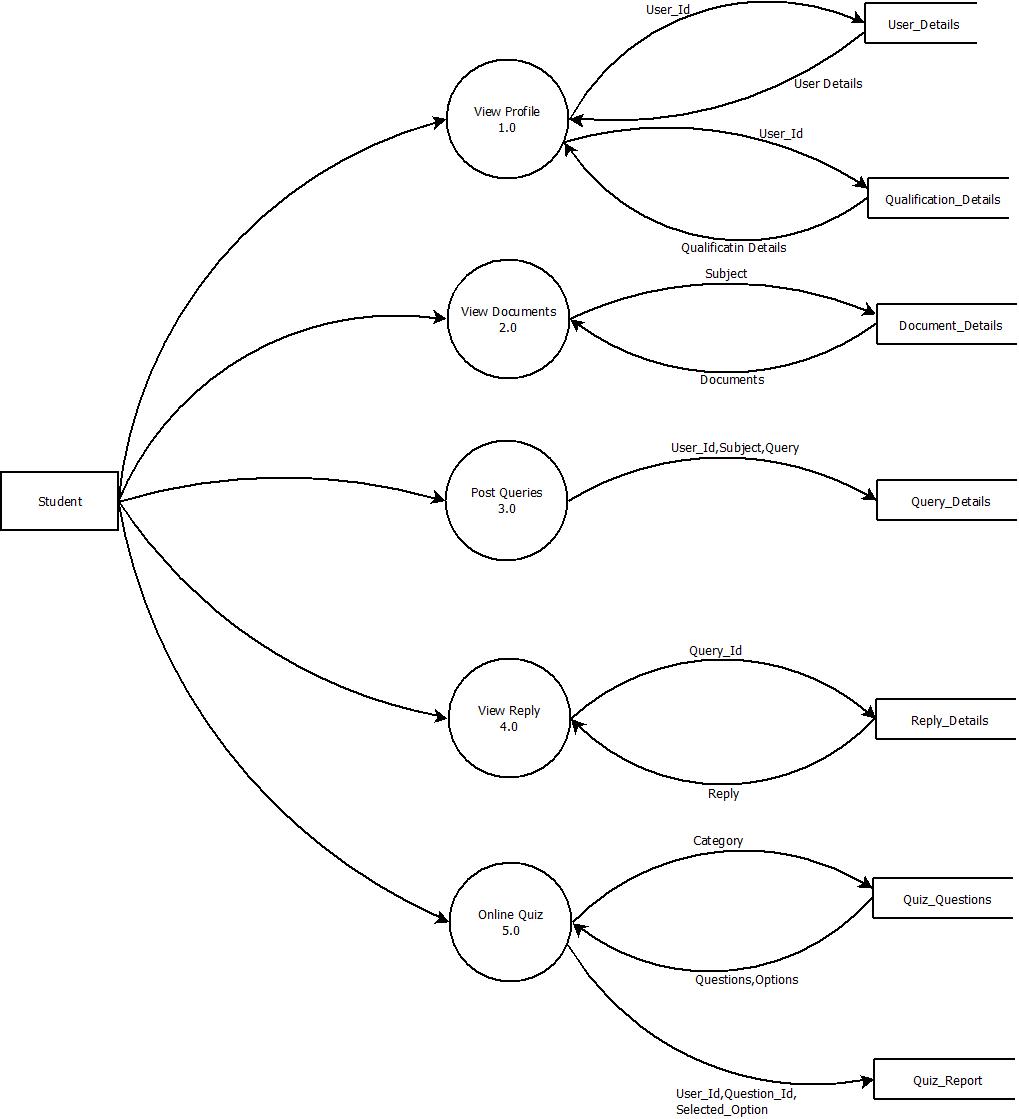 User_Id
User_Details
User Details
View Profile
1.0
User_Id
Qualification_Details
Qualificatin Details
Subject
View Documents
2.0
Document_Details
Documents
User_Id,Subject,Query
Student
Post Queries
3.0
Query_Details
Query_Id
View Reply
4.0
Reply_Details
Reply
Category
Online Quiz
5.0
Quiz_Questions
Questions,Options
Quiz_Report
User_Id,Question_Id,
Selected_Option